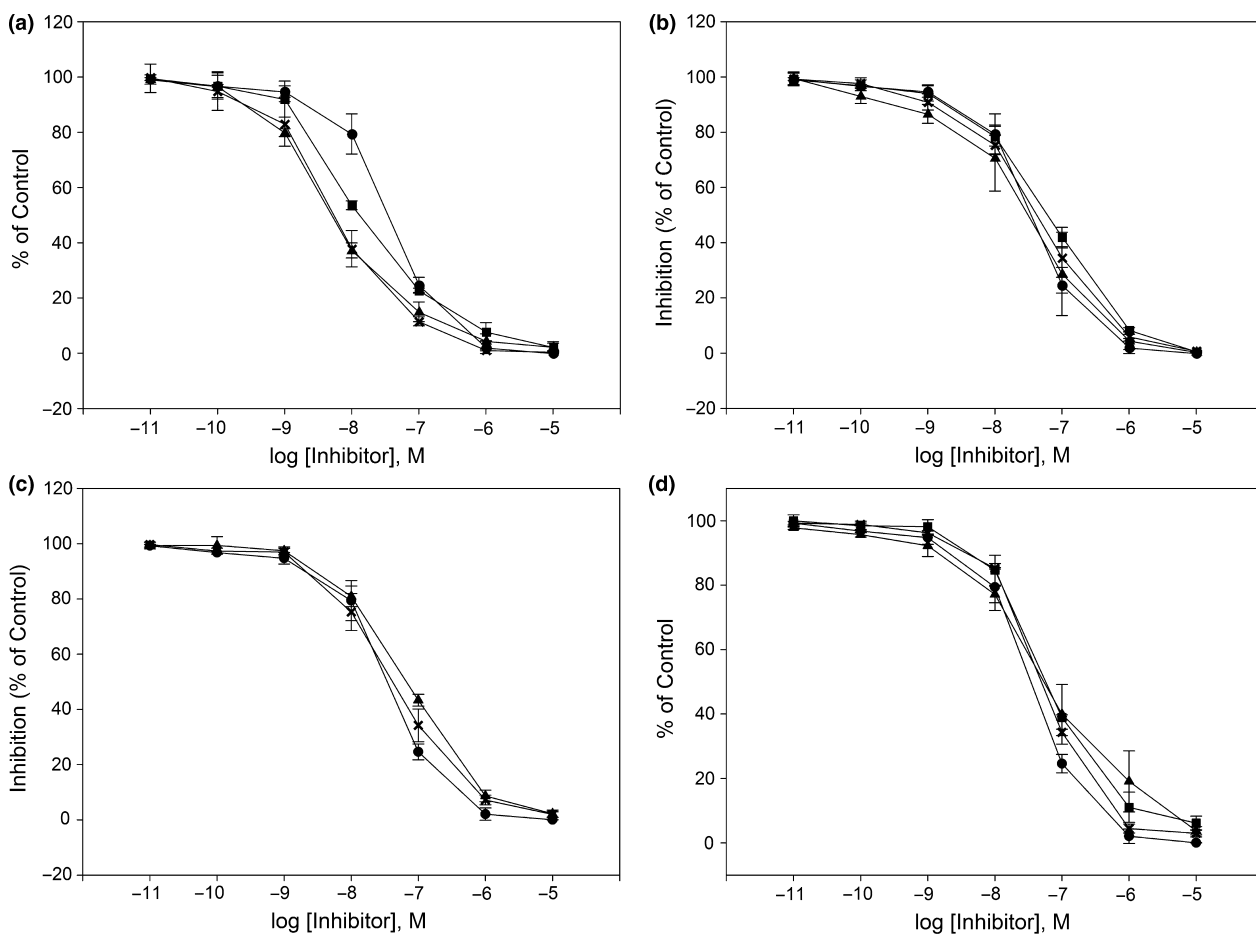 (a)
120
100
80
60
40
20
0
–20
% of Control
–11 –10 –9 –8 –7 –6 –5
log [Inhibitor], M
(b)
120
100
80
60
40
20
0
–20
Inhibition (% of Control)
–11 –10 –9 –8 –7 –6 –5
log [Inhibitor], M
(c)
120
100
80
60
40
20
0
–20
Inhibition (% of Control)
–11 –10 –9 –8 –7 –6 –5
log [Inhibitor], M
(d)
100
80
60
40
20
0
% of Control
–11 –10 –9 –8 –7 –6 –5
log [Inhibitor], M